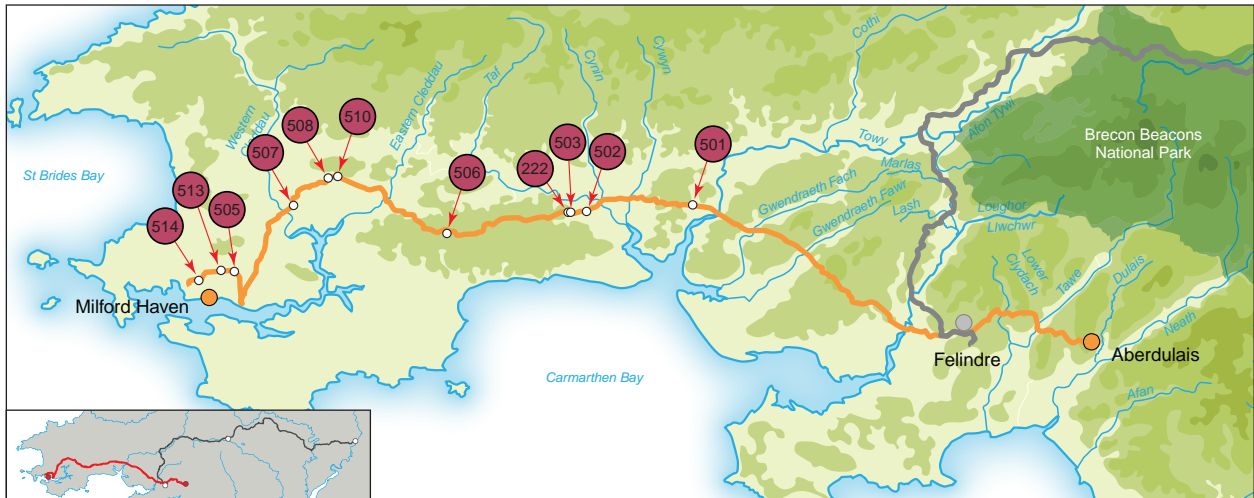 Cothi
Cywyn
Cynin
Taf
Eastern Cleddau
Western
Cleddau
508
510
507
503
222
502
501
506
513
505
514
Afon Tywi
Towy
Marlas
Gwendraeth Fach
Gwendraeth Fawr
Lash
Loughor
Llwchwr
Brecon Beacons
National Park
St Brides Bay
Lower
Clydach
Tawe
Dulais
Neath
Milford Haven
Felindre
Aberdulais
Carmarthen Bay
Afan